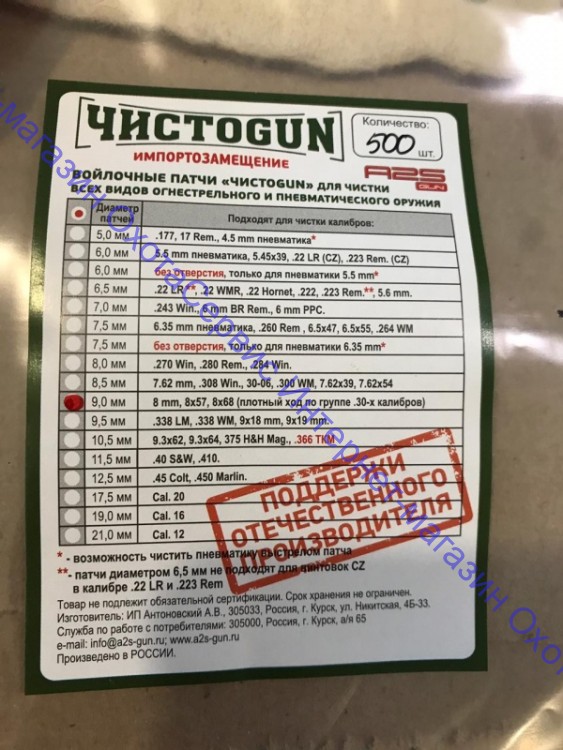 ЧИСТОGUN
ИМПОРТОЗАМЕЩЕНИЕ
Количество:
500 шт.
A2S
GUN
ВОЙЛОЧНЫЕ ПАТЧИ «ЧИСТОGUN» ДЛЯ ЧИСТКИ
ВСЕХ ВИДОВ ОГНЕСТРЕЛЬНОГО И ПНЕВМАТИЧЕСКОГО ОРУЖИЯ
Диаметр патчей Подходят для чистки калибров:
5,0 мм .177, 17 Rem., 4.5 mm пневматика*
6,0 мм 5.5 mm пневматика, 5.45x39, .22 LR (CZ), .223 Rem. (CZ)
6,0 мм без отверстия, только для пневматики 5.5 mm*
6,5 мм .22 LR**, .22 WMR, .22 Hornet, .222, .223 Rem.**, 5.6 mm.
7,0 мм .243 Win., 6 mm BR Rem., 6 mm PPC.
7,5 мм 6.35 mm пневматика, .260 Rem , 6.5x47, 6.5x55, .264 WM
7,5 мм без отверстия, только для пневматики 6.35 mm*
8,0 мм .270 Win, .280 Rem., .284 Win.
8,5 мм 7.62 mm, .308 Win., 30-06, .300 WM, 7.62x39, 7.62x54
9,0 мм 8 mm, 8x57, 8x68 (плотный ход по группе .30-х калибров)
9,5 мм .338 LM, .338 WM, 9x18 mm, 9x19 mm.
10,5 мм 9.3x62, 9.3x64, 375 H&H Mag., .366 ТКМ
11,5 мм .40 S&W, .410.
12,5 мм .45 Colt, .450 Marlin.
17,5 мм Cal. 20
19,0 мм Cal. 16
21,0 мм Cal. 12
ПОДДЕРЖКИ
ОТЕЧЕСТВЕННОГО
ПРОИЗВОДИТЕЛЯ
* - возможность чистить пневматику выстрелом патча
**- патчи диаметром 6,5 мм не подходят для винтовок CZ
в калибре .22 LR и .223 Rem
Товар не подлежит обязательной сертификации. Срок хранения не ограничен.
Изготовитель: ИП Антоновский А.В., 305033, Россия, г. Курск, ул. Никитская, 4Б-33.
Служба по работе с потребителями: 305000, Россия, г. Курск, а/я 65
e-mail: info@a2s-gun.ru; www.a2s-gun.ru
Произведено в РОССИИ.
-магазин ОхотаСервис Интернет-магазин Охо